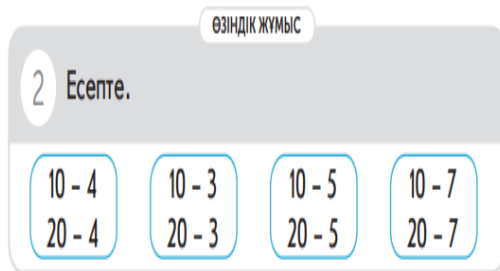 ӨЗІНДІК ЖҰМЫС
2 Есепте.
10 – 4 10 – 3 10 – 5 10 – 7
20 – 4 20 – 3 20 – 5 20 – 7